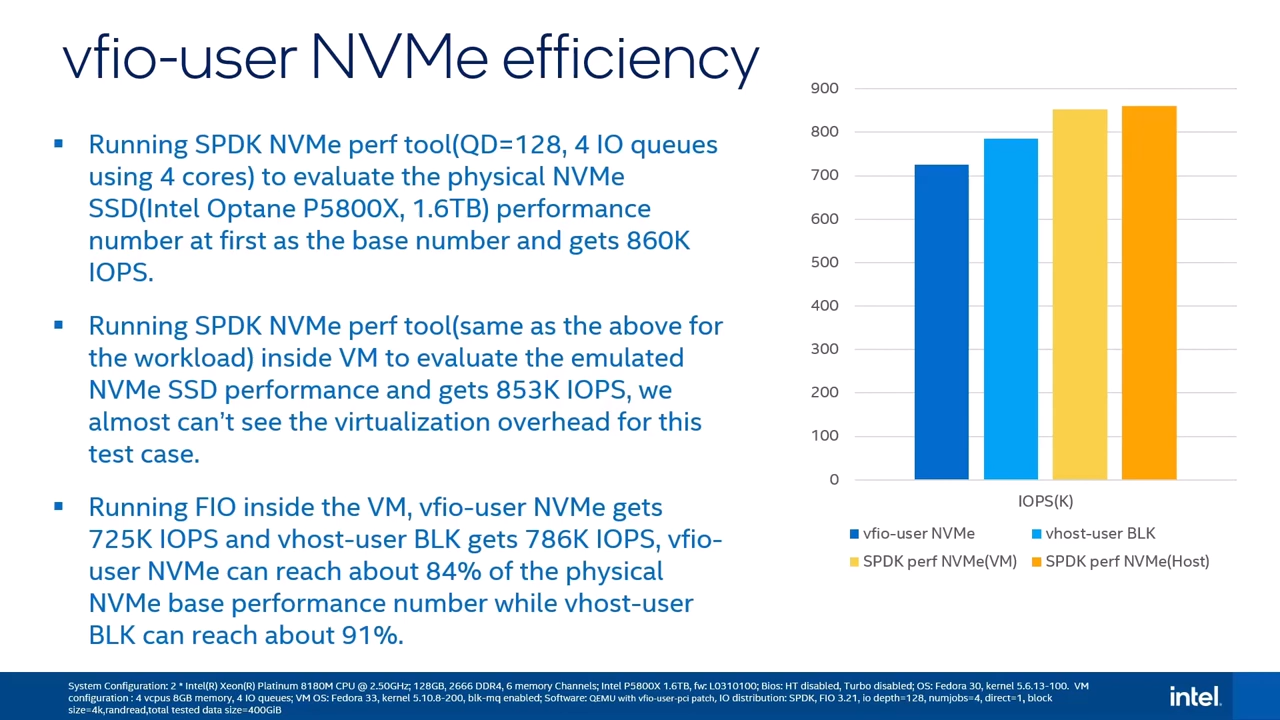 vfio-user NVMe efficiency
▪ Running SPDK NVMe perf tool(QD=128, 4 IO queues
using 4 cores) to evaluate the physical NVMe
SSD(Intel Optane P5800X, 1.6TB) performance
number at first as the base number and gets 860K
IOPS.
▪ Running SPDK NVMe perf tool(same as the above for
the workload) inside VM to evaluate the emulated
NVMe SSD performance and gets 853K IOPS, we
almost can't see the virtualization overhead for this
test case.
▪ Running FIO inside the VM, vfio-user NVMe gets
725K IOPS and vhost-user BLK gets 786K IOPS, vfio-
user NVMe can reach about 84% of the physical
NVMe base performance number while vhost-user
BLK can reach about 91%.
900
800
700
600
500
400
300
200
100
0
IOPS(K)
vfio-user NVMe
vhost-user BLK
SPDK perf NVMe(VM)
SPDK perf NVMe(Host)
System Configuration: 2 * Intel(R) Xeon(R) Platinum 8180M CPU @ 2.50GHz; 128GB, 2666 DDR4, 6 memory Channels; Intel P5800X 1.6TB, fw: L0310100; Bios: HT disabled, Turbo disabled; OS: Fedora 30, kernel 5.6.13-100. VM
configuration : 4 vcpus 8GB memory, 4 IO queues; VM OS: Fedora 33, kernel 5.10.8-200, blk-mq enabled; Software: QEMU with vfio-user-pci patch, IO distribution: SPDK, FIO 3.21, io depth=128, numjobs=4, direct=1, block
size=4k,randread,total tested data size=400GiB
intel.